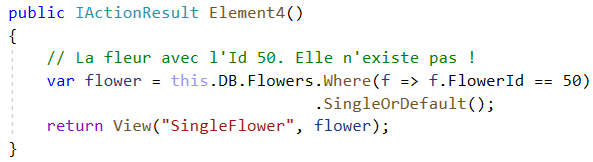 public IActionResult Element4()
{
    // La fleur avec l'Id 50. Elle n'existe pas !
    var flower = this.DB.Flowers.Where(f => f.FlowerId == 50)
                                .SingleOrDefault();
    return View("SingleFlower", flower);
}